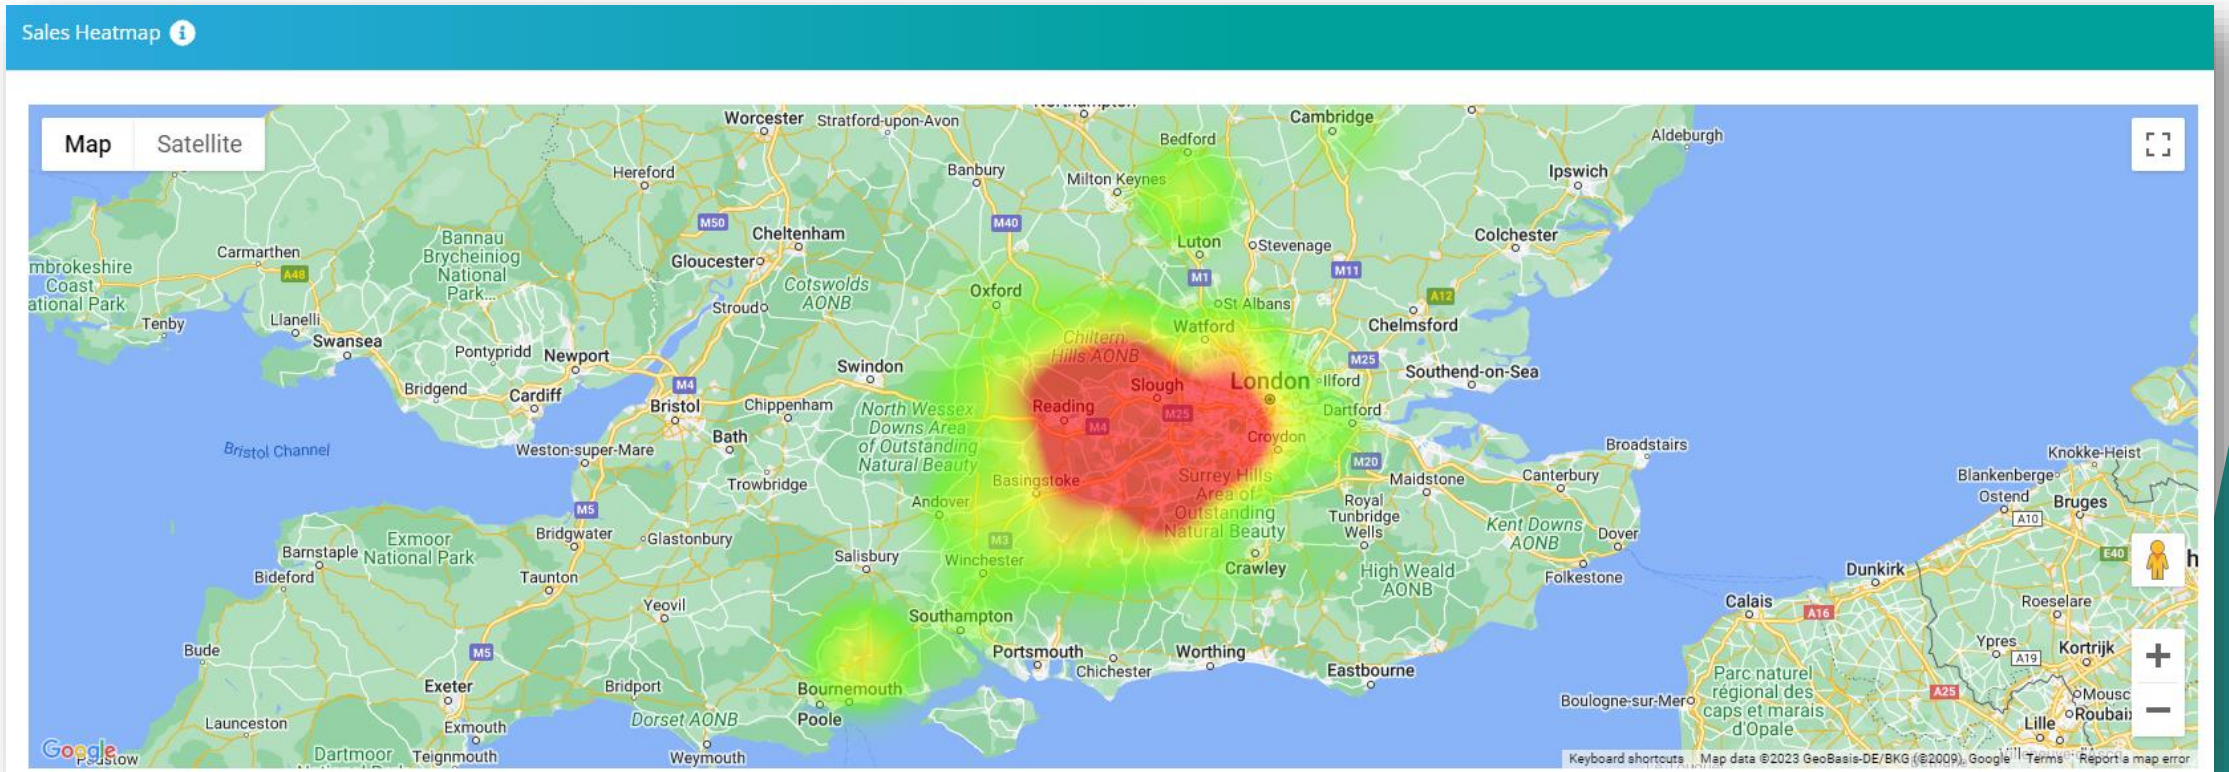 Sales Heatmap
Map
Satellite
Worcester
Stratford-upon-Avon
Northampton
Bedford
Cambridge
Aldeburgh
Hereford
Banbury
Milton Keynes
Ipswich
M50
M40
Cheltenham
Carmarthen
Bannau
Brycheiniog
National
Park...
Luton
Stevenage
Colchester
Gloucester
mbrokeshire
Coast
ational Park
A48
M1
M11
Cotswolds
AONB
Oxford
A12
Stroud
St Albans
Tenby
Llanelli
Swansea
Watford
Chelmsford
Chiltern
Hills AONB
Pontypridd
Newport
M25
Swindon
Southend-on-Sea
Bridgend
Cardiff
M4
Slough
London
Ilford
Bristol
Chippenham
North Wessex
Downs Area
of Outstanding
Natural Beauty
Reading
M25
M4
Dartford
Bath
Croydon
Bristol Channel
Weston-super-Mare
Broadstairs
Knokke-Heist
M20
Trowbridge
Basingstoke
Surrey Hills
Area of
Outstanding
Natural Beauty
Maidstone
Canterbury
Blankenberge
Ostend
Bruges
A10
Andover
Royal
Tunbridge
Wells
M5
Exmoor
National Park
Bridgwater
Glastonbury
Kent Downs
AONB
Dover
M3
Barnstaple
Salisbury
Winchester
Crawley
E40
h
Bideford
Taunton
High Weald
AONB
Folkestone
Dunkirk
Yeovil
Southampton
Calais
A16
Roeselare
Bude
M5
Portsmouth
Chichester
Worthing
Eastbourne
Ypres
A19
Kortrijk
Exeter
Bridport
Bournemouth
Parc naturel
régional des
caps et marais
d'Opale
A25
Mousc
Launceston
Exmouth
Dorset AONB
Poole
Boulogne-sur-Mer
Lille
Roubaix
Google
Padstow
Dartmoor
Teignmouth
Weymouth
Keyboard shortcuts
Map data ©2023 GeoBasis-DE/BKG (©2009), Google
Terms
Report a map error